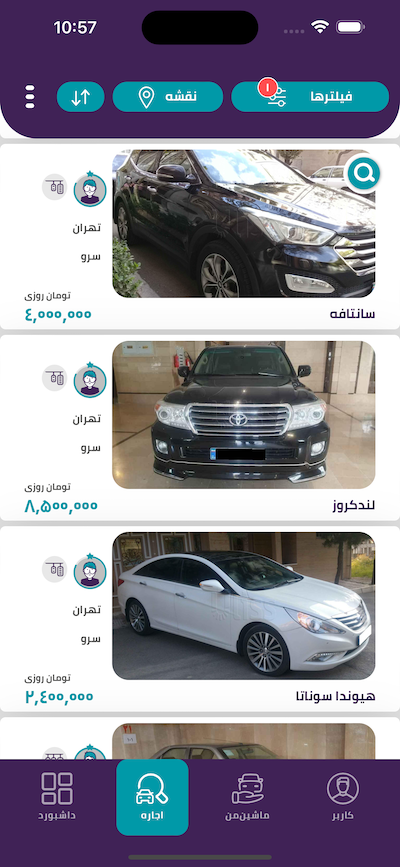 10:57
فیلترها
۱
نقشه
تهران
سرو
تومان روزی
۴,۰۰۰,۰۰۰
سانتافه
تهران
سرو
تومان روزی
۸,۵۰۰,۰۰۰
لندکروز
تهران
سرو
تومان روزی
۲,۴۰۰,۰۰۰
هیوندا سوناتا
کاربر
ماشین‌من
اجاره
داشبورد